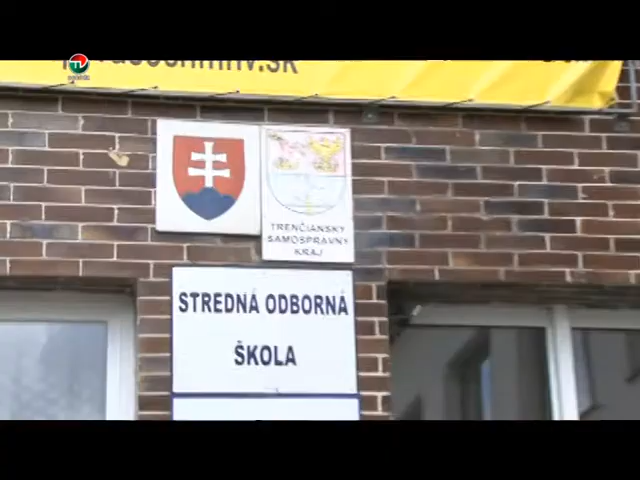 TRENČIANSKY
SAMOSPRÁVNY
KRAJ
STREDNÁ ODBORNÁ
ŠKOLA